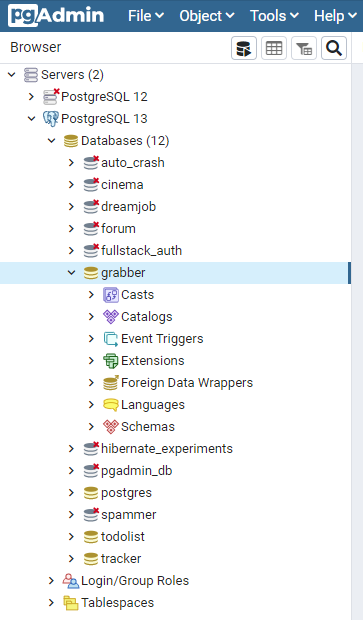 pgAdmin File Object Tools Help
Browser
Servers (2)
PostgreSQL 12
PostgreSQL 13
Databases (12)
auto_crash
cinema
dreamjob
forum
fullstack_auth
grabber
Casts
Catalogs
Event Triggers
Extensions
Foreign Data Wrappers
Languages
Schemas
hibernate_experiments
pgadmin_db
postgres
spammer
todolist
tracker
Login/Group Roles
Tablespaces